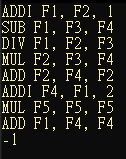 ADDI F1, F2, 1
SUB F1, F3, F4
DIV F1, F2, F3
MUL F2, F3, F4
ADD F2, F4, F2
ADDI F4, F1, 2
MUL F5, F5, F5
ADD F1, F4, F4
-1